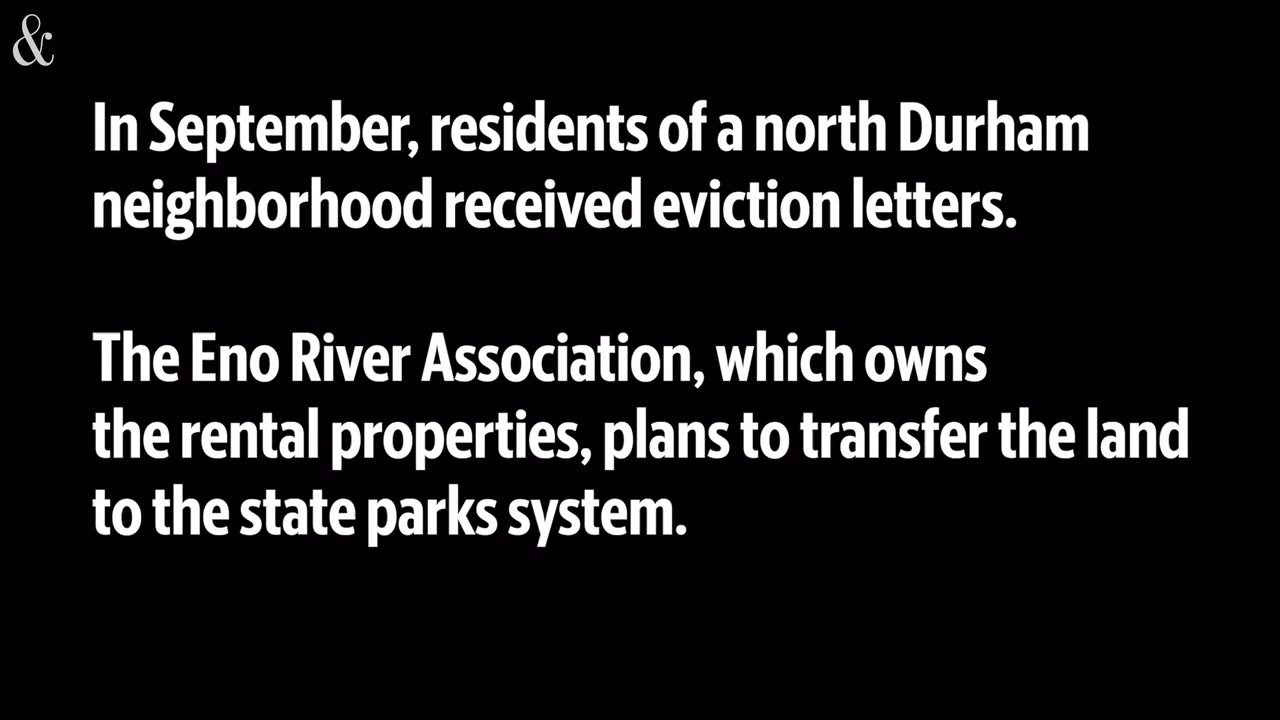 &
In September, residents of a north Durham
neighborhood received eviction letters.
The Eno River Association, which owns
the rental properties, plans to transfer the land
to the state parks system.